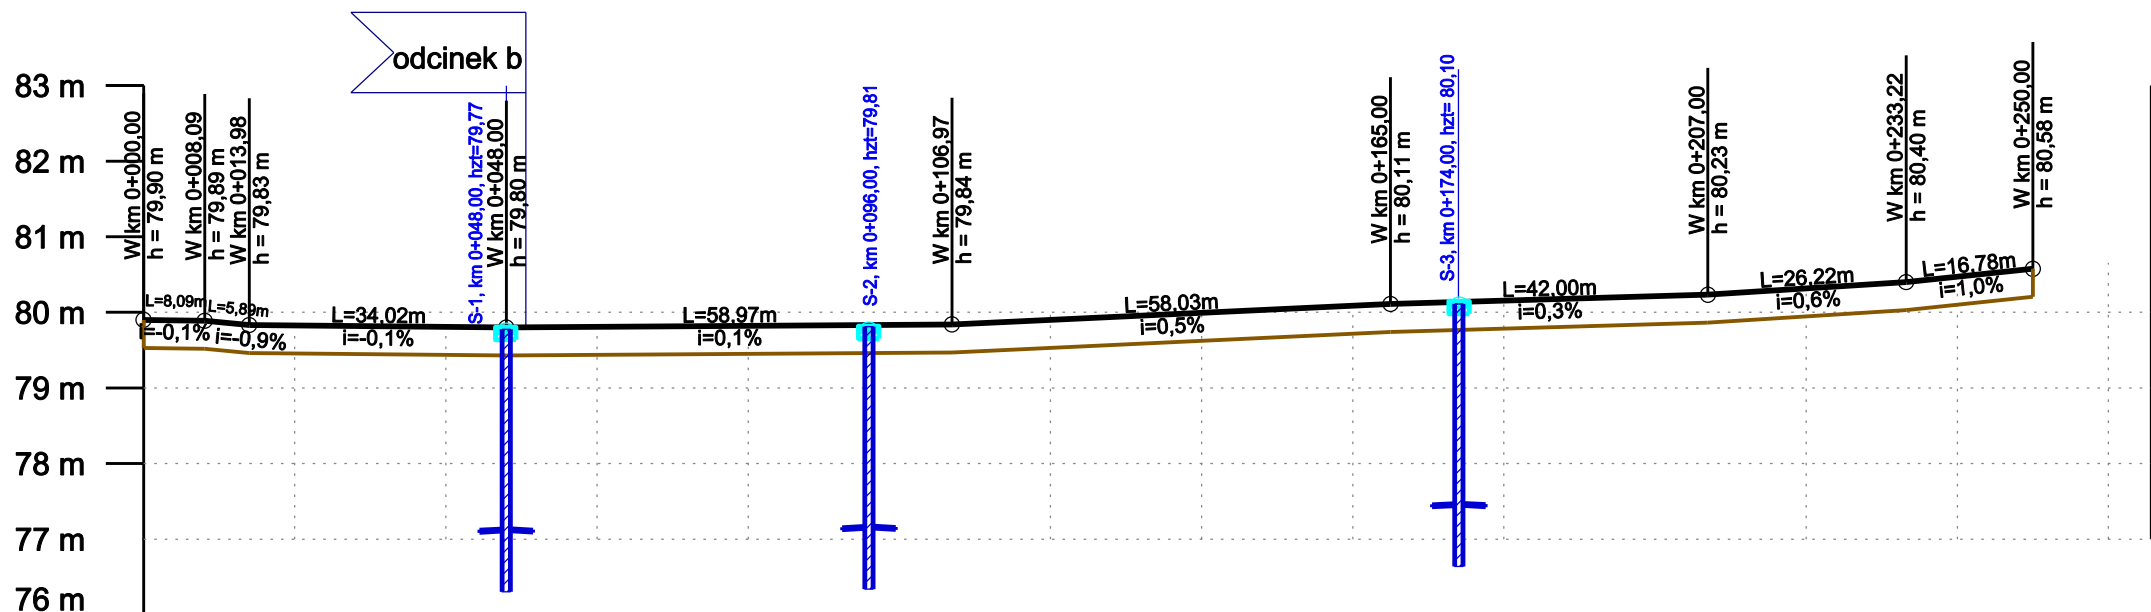 odcinek b
83 m
82 m
81 m
80 m
79 m
78 m
77 m
76 m
W km 0+000,00
h = 79,90 m
W km 0+008,09
h = 79,89 m
W km 0+013,98
h = 79,83 m
S-1, km 0+048,00, hzt=79,77
W km 0+048,00
h = 79,80 m
S-2, km 0+096,00, hzt=79,81
W km 0+106,97
h = 79,84 m
W km 0+165,00
h = 80,11 m
S-3, km 0+174,00, hzt= 80,10
W km 0+207,00
h = 80,23 m
W km 0+233,22
h = 80,40 m
W km 0+250,00
h = 80,58 m
L=8,09m
i=-0,1%
L=5,89m
i=-0,9%
L=34,02m
i=-0,1%
L=58,97m
i=0,1%
L=58,03m
i=0,5%
L=42,00m
i=0,3%
L=26,22m
i=0,6%
L=16,78m
i=1,0%